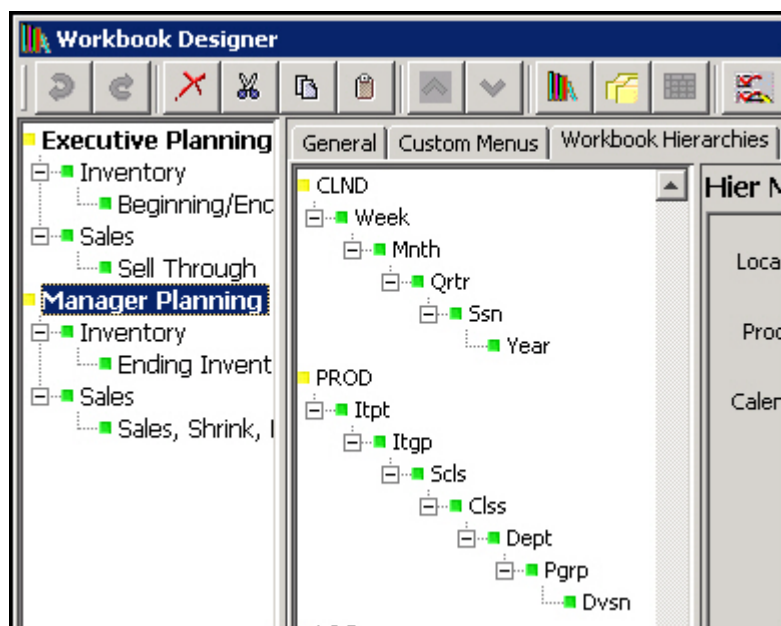 Workbook Designer
Executive Planning
Inventory
Beginning/End
Sales
Sell Through
Manager Planning
Inventory
Ending Invent
Sales
Sales, Shrink,
General
Custom Menus
Workbook Hierarchies
CLND
Week
Mnth
Qrtr
Ssn
Year
PROD
Itpt
Itgp
Scls
Clss
Dept
Pgrp
Dvsn
Hier
Loca
Prod
Calen